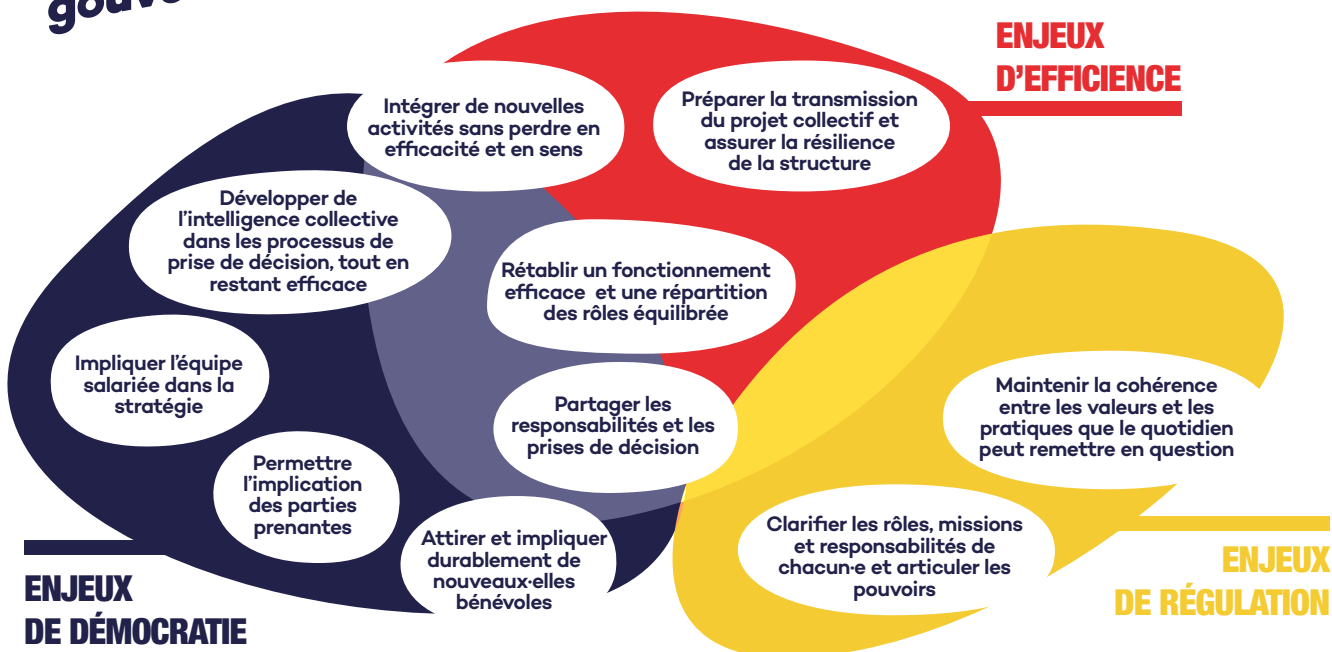 ENJEUX
D'EFFICIENCE
Intégrer de nouvelles
activités sans perdre en
efficacité et en sens
Préparer la transmission
du projet collectif et
assurer la résilience
de la structure
Développer de
l'intelligence collective
dans les processus de
prise de décision, tout en
restant efficace
Rétablir un fonctionnement
efficace et une répartition
des rôles équilibrée
Impliquer l'équipe
salariée dans la
stratégie
Partager les
responsabilités et les
prises de décision
Maintenir la cohérence
entre les valeurs et les
pratiques que le quotidien
peut remettre en question
Permettre
l'implication
des parties
prenantes
Attirer et impliquer
durablement de
nouveaux·elles
bénévoles
Clarifier les rôles, missions
et responsabilités de
chacun·e et articuler les
pouvoirs
ENJEUX
DE DÉMOCRATIE
ENJEUX
DE RÉGULATION